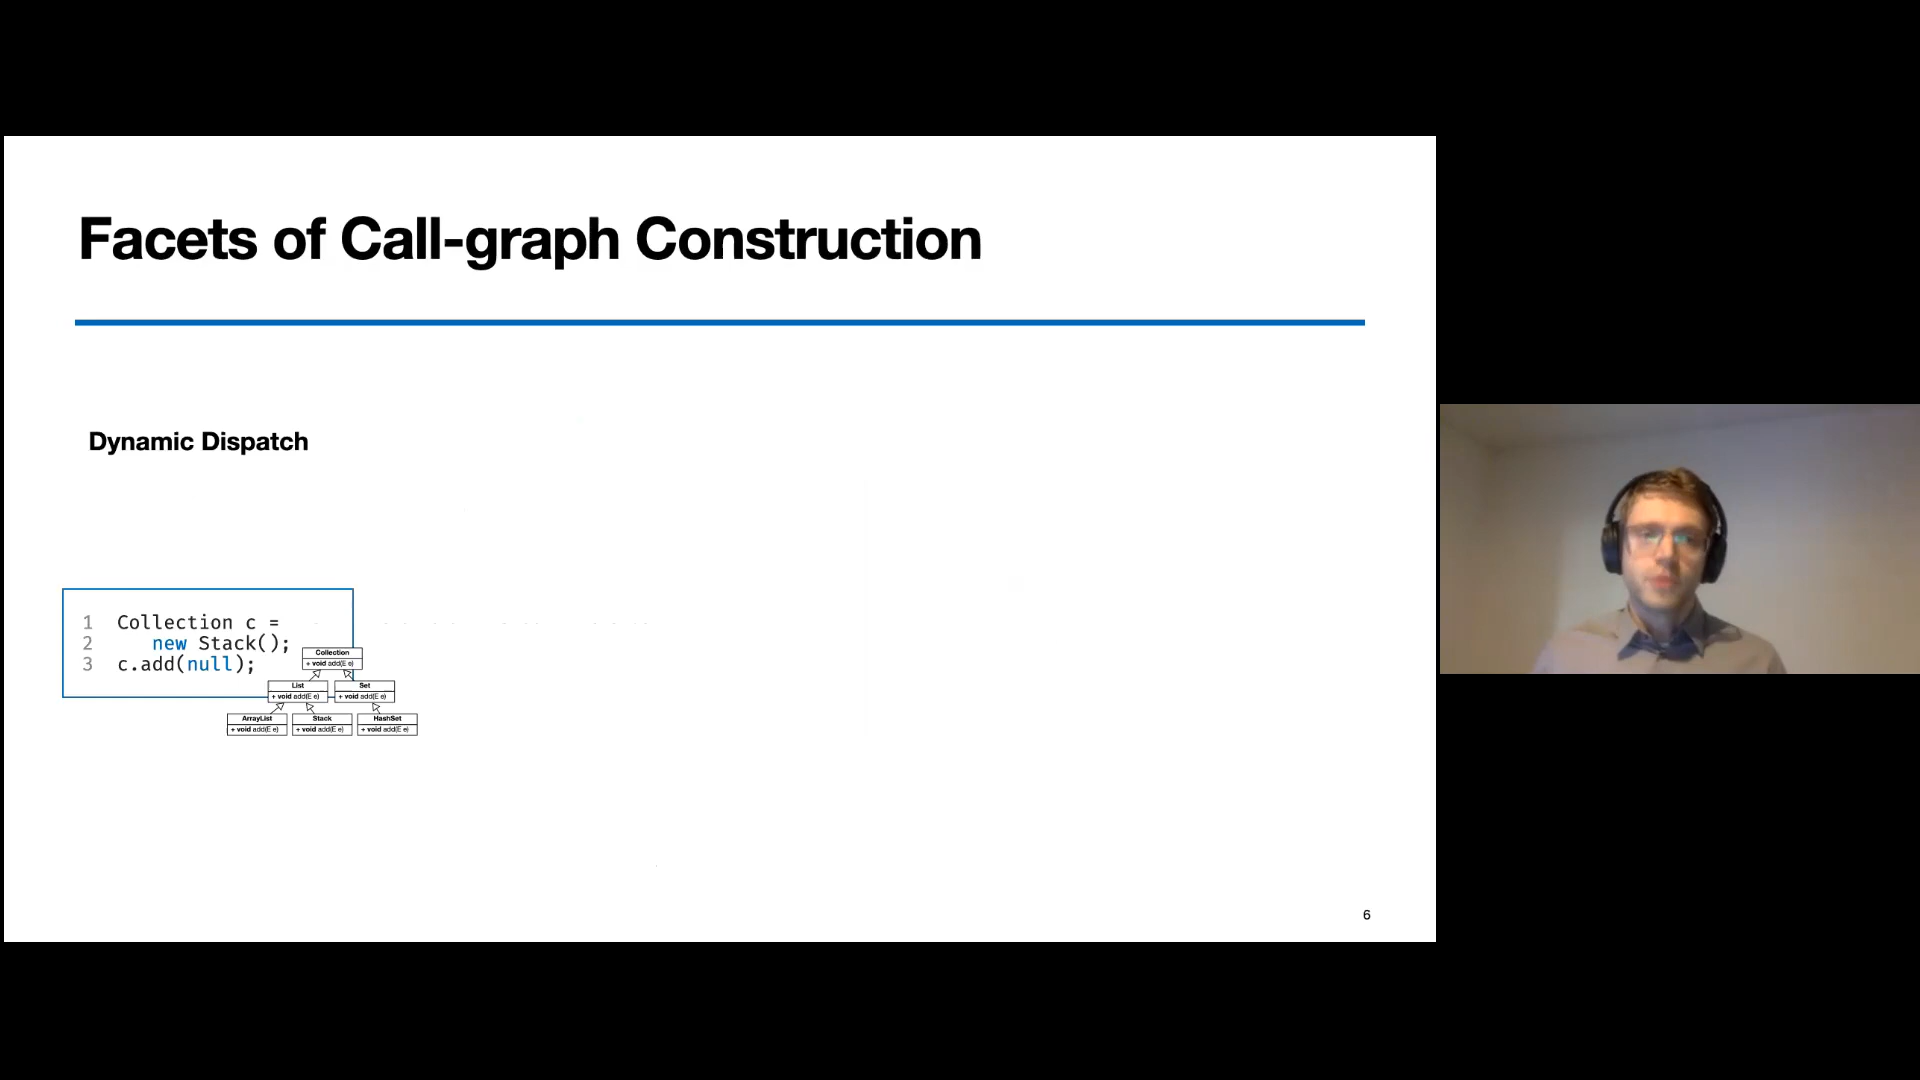 Facets of Call-graph Construction
Dynamic Dispatch
1 Collection c =
2 new Stack();
3 c.add(null);
Collection
+ void add(E e)
List
+ void add(E e)
Set
+ void add(E e)
ArrayList
+ void add(E e)
Stack
+ void add(E e)
HashSet
+ void add(E e)
6